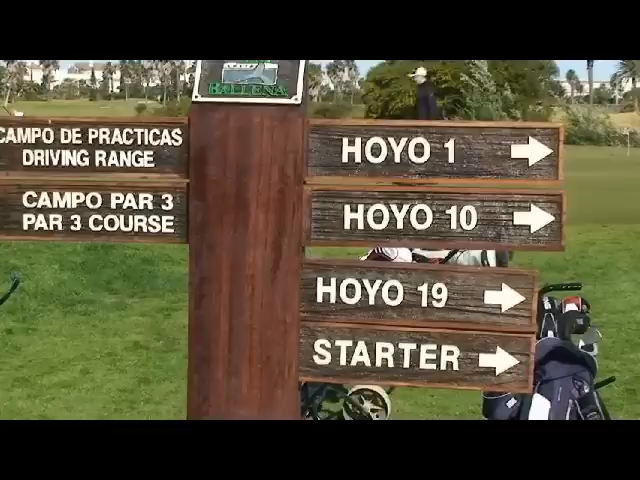 BALLENA
CAMPO DE PRACTICAS
DRIVING RANGE
CAMPO PAR 3
PAR 3 COURSE
HOYO 1
HOYO 10
HOYO 19
STARTER